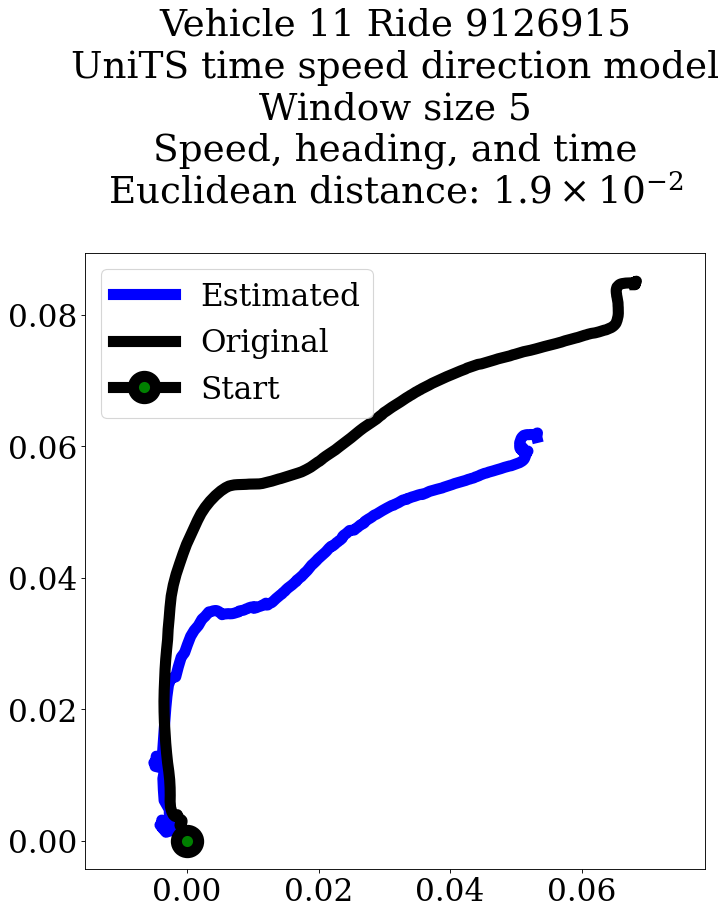 Vehicle 11 Ride 9126915
UniTS time speed direction model
Window size 5
Speed, heading, and time
Euclidean distance: 1.9 × 10⁻²
Estimated
Original
Start
0.08
0.06
0.04
0.02
0.00
0.00 0.02 0.04 0.06